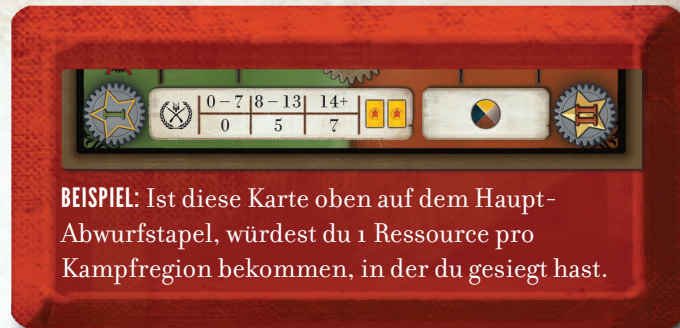 I 0–7 8–13 14+ II
0 5 7
BEISPIEL: Ist diese Karte oben auf dem Haupt-
Abwurfstapel, würdest du 1 Ressource pro
Kampfregion bekommen, in der du gesiegt hast.